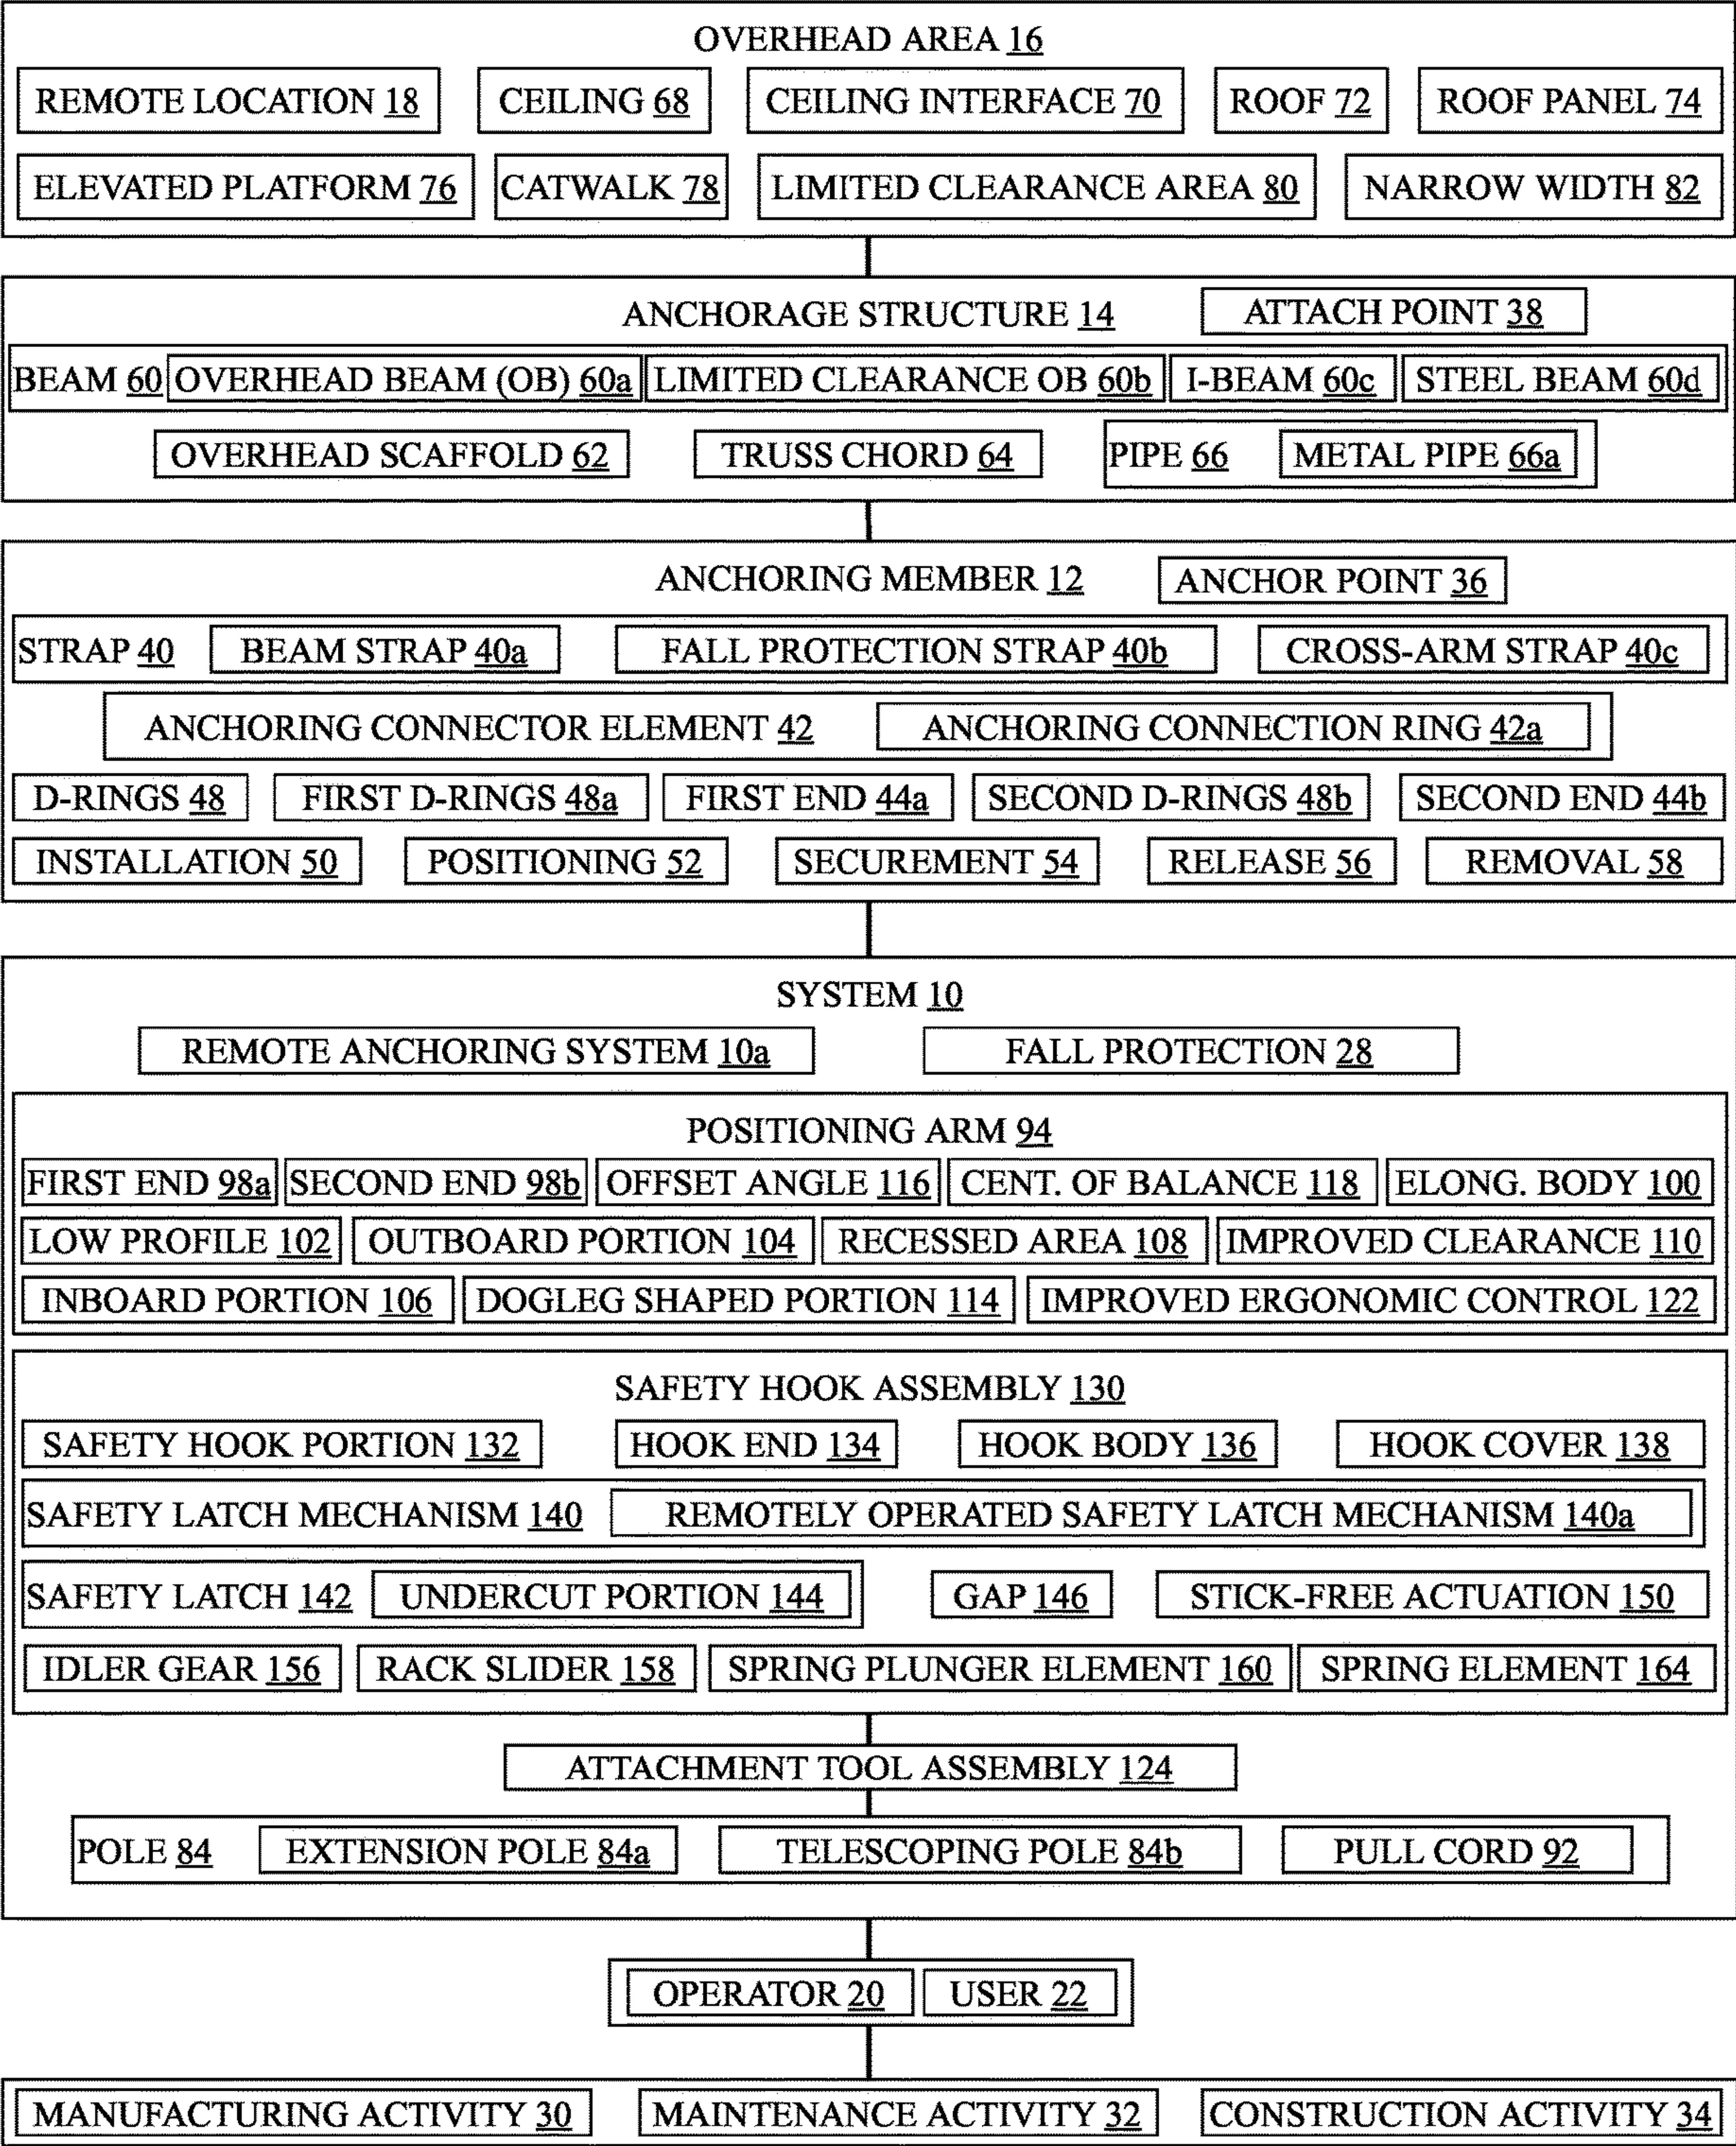 OVERHEAD AREA 16
REMOTE LOCATION 18 CEILING 68 CEILING INTERFACE 70 ROOF 72 ROOF PANEL 74
ELEVATED PLATFORM 76 CATWALK 78 LIMITED CLEARANCE AREA 80 NARROW WIDTH 82
ANCHORAGE STRUCTURE 14 ATTACH POINT 38
BEAM 60 OVERHEAD BEAM (OB) 60a LIMITED CLEARANCE OB 60b I-BEAM 60c STEEL BEAM 60d
OVERHEAD SCAFFOLD 62 TRUSS CHORD 64 PIPE 66 METAL PIPE 66a
ANCHORING MEMBER 12 ANCHOR POINT 36
STRAP 40 BEAM STRAP 40a FALL PROTECTION STRAP 40b CROSS-ARM STRAP 40c
ANCHORING CONNECTOR ELEMENT 42 ANCHORING CONNECTION RING 42a
D-RINGS 48 FIRST D-RINGS 48a FIRST END 44a SECOND D-RINGS 48b SECOND END 44b
INSTALLATION 50 POSITIONING 52 SECUREMENT 54 RELEASE 56 REMOVAL 58
SYSTEM 10
REMOTE ANCHORING SYSTEM 10a FALL PROTECTION 28
POSITIONING ARM 94
FIRST END 98a SECOND END 98b OFFSET ANGLE 116 CENT. OF BALANCE 118 ELONG. BODY 100
LOW PROFILE 102 OUTBOARD PORTION 104 RECESSED AREA 108 IMPROVED CLEARANCE 110
INBOARD PORTION 106 DOGLEG SHAPED PORTION 114 IMPROVED ERGONOMIC CONTROL 122
SAFETY HOOK ASSEMBLY 130
SAFETY HOOK PORTION 132 HOOK END 134 HOOK BODY 136 HOOK COVER 138
SAFETY LATCH MECHANISM 140 REMOTELY OPERATED SAFETY LATCH MECHANISM 140a
SAFETY LATCH 142 UNDERCUT PORTION 144 GAP 146 STICK-FREE ACTUATION 150
IDLER GEAR 156 RACK SLIDER 158 SPRING PLUNGER ELEMENT 160 SPRING ELEMENT 164
ATTACHMENT TOOL ASSEMBLY 124
POLE 84 EXTENSION POLE 84a TELESCOPING POLE 84b PULL CORD 92
OPERATOR 20 USER 22
MANUFACTURING ACTIVITY 30 MAINTENANCE ACTIVITY 32 CONSTRUCTION ACTIVITY 34